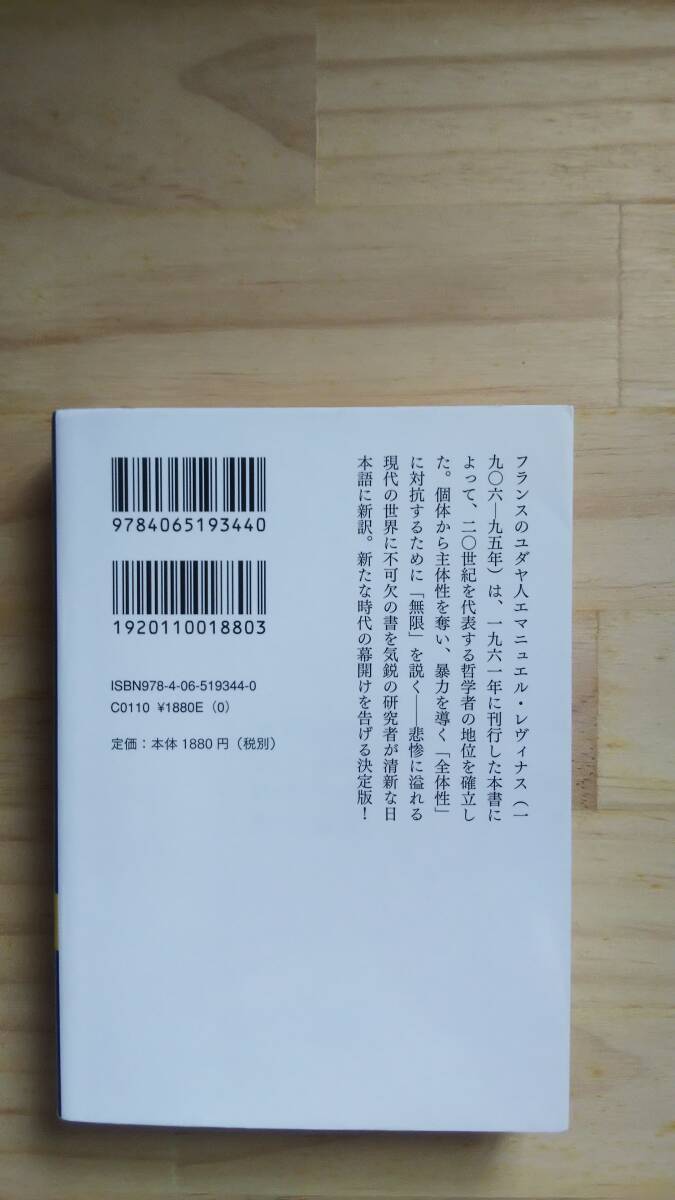 フランスのユダヤ人エマニュエル・レヴィナス（一
九〇六―九五年）は、一九六一年に刊行した本書に
よって、二〇世紀を代表する哲学者の地位を確立し
た。個体から主体性を奪い、暴力を導く「全体性」
に対抗するために「無限」を説く――悲惨に溢れる
現代の世界に不可欠の書を気鋭の研究者が清新な日
本語に新訳。新たな時代の幕開けを告げる決定版！
9784065193440
1920110018803
ISBN978-4-06-519344-0
C0110 ¥1880E（0）
定価：本体1880円（税別）